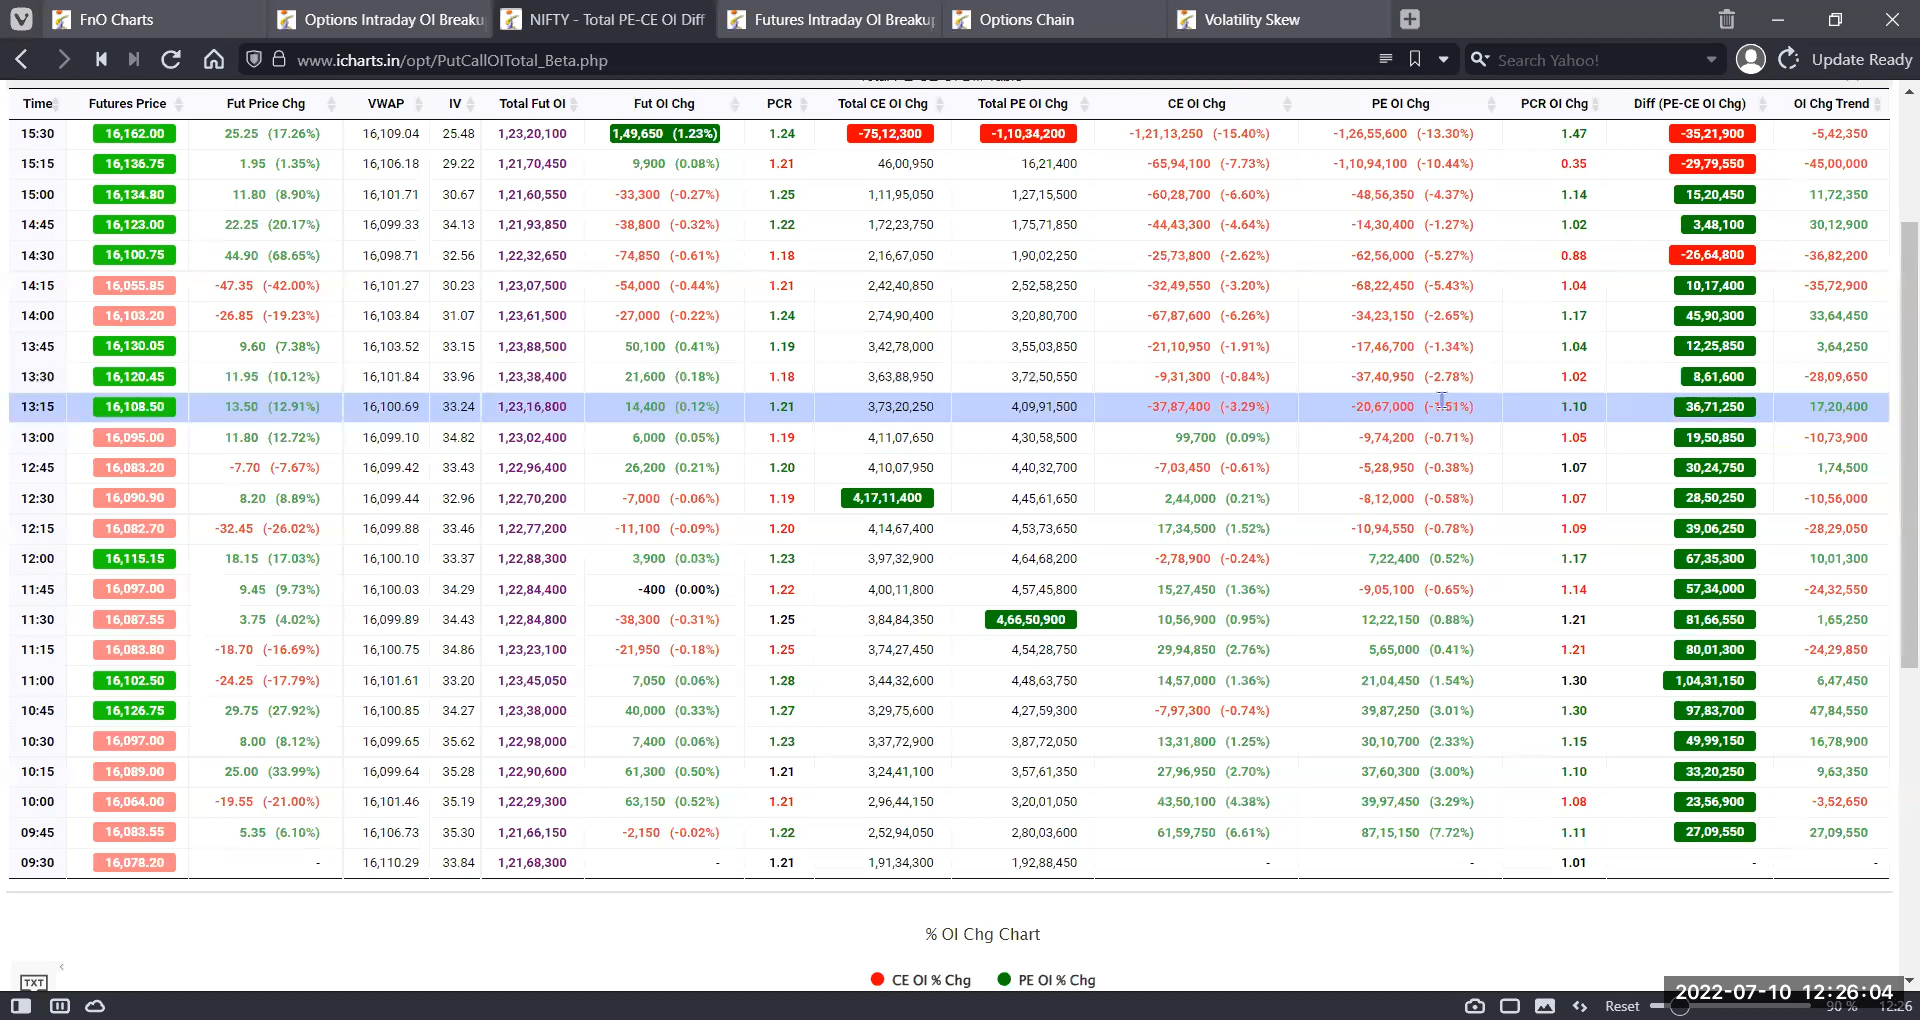 FnO Charts
Options Intraday OI Breaku
NIFTY - Total PE-CE OI Diff
Futures Intraday OI Breaku
Options Chain
Volatility Skew
www.icharts.in/opt/PutCallOITotal_Beta.php
Search Yahoo!
Update Ready
Time Futures Price Fut Price Chg VWAP IV Total Fut OI Fut OI Chg PCR Total CE OI Chg Total PE OI Chg CE OI Chg PE OI Chg PCR OI Chg Diff (PE-CE OI Chg) OI Chg Trend
15:30 16,162.00 25.25 (17.26%) 16,109.04 25.48 1,23,20,100 1,49,650 (1.23%) 1.24 -75,12,300 -1,10,34,200 -1,21,13,250 (-15.40%) -1,26,55,600 (-13.30%) 1.47 -35,21,900 -5,42,350
15:15 16,136.75 1.95 (1.35%) 16,106.18 29.22 1,21,70,450 9,900 (0.08%) 1.21 46,00,950 16,21,400 -65,94,100 (-7.73%) -1,10,94,100 (-10.44%) 0.35 -29,79,550 -45,00,000
15:00 16,134.80 11.80 (8.90%) 16,101.71 30.67 1,21,60,550 -33,300 (-0.27%) 1.25 1,11,95,050 1,27,15,500 -60,28,700 (-6.60%) -48,56,350 (-4.37%) 1.14 15,20,450 11,72,350
14:45 16,123.00 22.25 (20.17%) 16,099.33 34.13 1,21,93,850 -38,800 (-0.32%) 1.22 1,72,23,750 1,75,71,850 -44,43,300 (-4.64%) -14,30,400 (-1.27%) 1.02 3,48,100 30,12,900
14:30 16,100.75 44.90 (68.65%) 16,098.71 32.56 1,22,32,650 -74,850 (-0.61%) 1.18 2,16,67,050 1,90,02,250 -25,73,800 (-2.62%) -62,56,000 (-5.27%) 0.88 -26,64,800 -36,82,200
14:15 16,055.85 -47.35 (-42.00%) 16,101.27 30.23 1,23,07,500 -54,000 (-0.44%) 1.21 2,42,40,850 2,52,58,250 -32,49,550 (-3.20%) -68,22,450 (-5.43%) 1.04 10,17,400 -35,72,900
14:00 16,103.20 -26.85 (-19.23%) 16,103.84 31.07 1,23,61,500 -27,000 (-0.22%) 1.24 2,74,90,400 3,20,80,700 -67,87,600 (-6.26%) -34,23,150 (-2.65%) 1.17 45,90,300 33,64,450
13:45 16,130.05 9.60 (7.38%) 16,103.52 33.15 1,23,88,500 50,100 (0.41%) 1.19 3,42,78,000 3,55,03,850 -21,10,950 (-1.91%) -17,46,700 (-1.34%) 1.04 12,25,850 3,64,250
13:30 16,120.45 11.95 (10.12%) 16,101.84 33.96 1,23,38,400 21,600 (0.18%) 1.18 3,63,88,950 3,72,50,550 -9,31,300 (-0.84%) -37,40,950 (-2.78%) 1.02 8,61,600 -28,09,650
13:15 16,108.50 13.50 (12.91%) 16,100.69 33.24 1,23,16,800 14,400 (0.12%) 1.21 3,73,20,250 4,09,91,500 -37,87,400 (-3.29%) -20,67,000 (-1.51%) 1.10 36,71,250 17,20,400
13:00 16,095.00 11.80 (12.72%) 16,099.10 34.82 1,23,02,400 6,000 (0.05%) 1.19 4,11,07,650 4,30,58,500 99,700 (0.09%) -9,74,200 (-0.71%) 1.05 19,50,850 -10,73,900
12:45 16,083.20 -7.70 (-7.67%) 16,099.42 33.43 1,22,96,400 26,200 (0.21%) 1.20 4,10,07,950 4,40,32,700 -7,03,450 (-0.61%) -5,28,950 (-0.38%) 1.07 30,24,750 1,74,500
12:30 16,090.90 8.20 (8.89%) 16,099.44 32.96 1,22,70,200 -7,000 (-0.06%) 1.19 4,17,11,400 4,45,61,650 2,44,000 (0.21%) -8,12,000 (-0.58%) 1.07 28,50,250 -10,56,000
12:15 16,082.70 -32.45 (-26.02%) 16,099.88 33.46 1,22,77,200 -11,100 (-0.09%) 1.20 4,14,67,400 4,53,73,650 17,34,500 (1.52%) -10,94,550 (-0.78%) 1.09 39,06,250 -28,29,050
12:00 16,115.15 18.15 (17.03%) 16,100.10 33.37 1,22,88,300 3,900 (0.03%) 1.23 3,97,32,900 4,64,68,200 -2,78,900 (-0.24%) 7,22,400 (0.52%) 1.17 67,35,300 10,01,300
11:45 16,097.00 9.45 (9.73%) 16,100.03 34.29 1,22,84,400 -400 (0.00%) 1.22 4,00,11,800 4,57,45,800 15,27,450 (1.36%) -9,05,100 (-0.65%) 1.14 57,34,000 -24,32,550
11:30 16,087.55 3.75 (4.02%) 16,099.89 34.43 1,22,84,800 -38,300 (-0.31%) 1.25 3,84,84,350 4,66,50,900 10,56,900 (0.95%) 12,22,150 (0.88%) 1.21 81,66,550 1,65,250
11:15 16,083.80 -18.70 (-16.69%) 16,100.75 34.86 1,23,23,100 -21,950 (-0.18%) 1.25 3,74,27,450 4,54,28,750 29,94,850 (2.76%) 5,65,000 (0.41%) 1.21 80,01,300 -24,29,850
11:00 16,102.50 -24.25 (-17.79%) 16,101.61 33.20 1,23,45,050 7,050 (0.06%) 1.28 3,44,32,600 4,48,63,750 14,57,000 (1.36%) 21,04,450 (1.54%) 1.30 1,04,31,150 6,47,450
10:45 16,126.75 29.75 (27.92%) 16,100.85 34.27 1,23,38,000 40,000 (0.33%) 1.27 3,29,75,600 4,27,59,300 -7,97,300 (-0.74%) 39,87,250 (3.01%) 1.30 97,83,700 47,84,550
10:30 16,097.00 8.00 (8.12%) 16,099.65 35.62 1,22,98,000 7,400 (0.06%) 1.23 3,37,72,900 3,87,72,050 13,31,800 (1.25%) 30,10,700 (2.33%) 1.15 49,99,150 16,78,900
10:15 16,089.00 25.00 (33.99%) 16,099.64 35.28 1,22,90,600 61,300 (0.50%) 1.21 3,24,41,100 3,57,61,350 27,96,950 (2.70%) 37,60,300 (3.00%) 1.10 33,20,250 9,63,350
10:00 16,064.00 -19.55 (-21.00%) 16,101.46 35.19 1,22,29,300 63,150 (0.52%) 1.21 2,96,44,150 3,20,01,050 43,50,100 (4.38%) 39,97,450 (3.29%) 1.08 23,56,900 -3,52,650
09:45 16,083.55 5.35 (6.10%) 16,106.73 35.30 1,21,66,150 -2,150 (-0.02%) 1.22 2,52,94,050 2,80,03,600 61,59,750 (6.61%) 87,15,150 (7.72%) 1.11 27,09,550 27,09,550
09:30 16,078.20 - 16,110.29 33.84 1,21,68,300 - 1.21 1,91,34,300 1,92,88,450 - - 1.01 - -
% OI Chg Chart
TXT
CE OI % Chg PE OI % Chg
2022-07-10 12:26:04
Reset 90 % 12:26